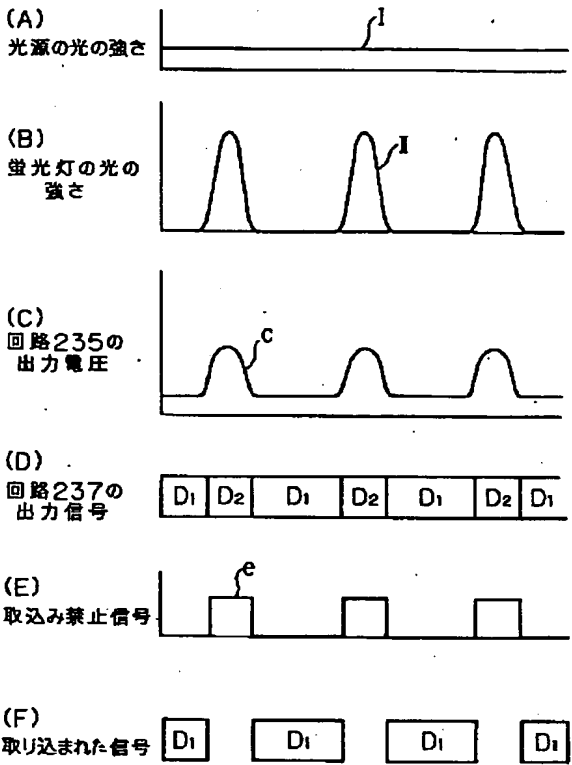 (A)
光源の光の強さ
I
(B)
蛍光灯の光の
強さ
II
(C)
回路235の
出力電圧
C
(D)
回路237の
出力信号
D1 D2 D1 D2 D1 D2 D1
(E)
取込み禁止信号
e
(F)
取り込まれた信号
D1 D1 D1 D1